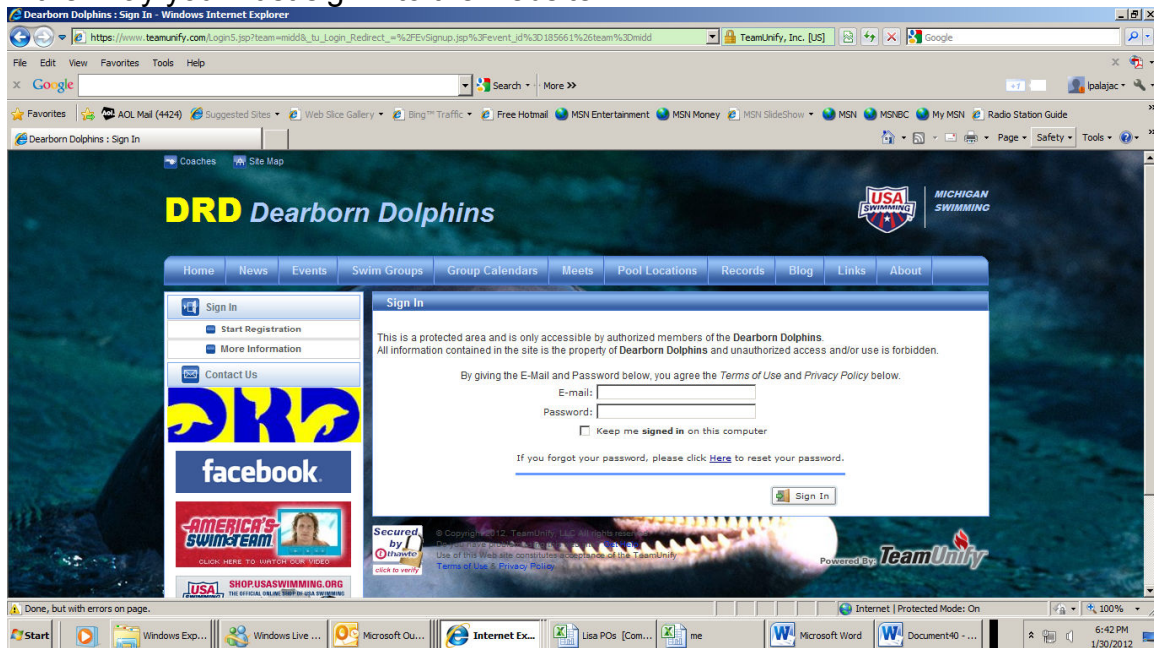 Dearborn Dolphins : Sign In - Windows Internet Explorer
https://www.teamunify.com/Login5.jsp?team=midd&_tu_Login_Redirect_=%2FEvSignup.jsp%3Fevent_id%3D185661%26team%3Dmidd
TeamUnify, Inc. [US]
Google
File Edit View Favorites Tools Help
Google Search More >> +1 lpalajac
Favorites AOL Mail (4424) Suggested Sites Web Slice Gallery Bing™ Traffic Free Hotmail MSN Entertainment MSN Money MSN SlideShow MSN MSNBC My MSN Radio Station Guide
Dearborn Dolphins : Sign In
Page Safety Tools
Coaches Site Map
DRD Dearborn Dolphins
USA SWIMMING
MICHIGAN SWIMMING
Home News Events Swim Groups Group Calendars Meets Pool Locations Records Blog Links About
Sign In
Start Registration
More Information
Contact Us
DRD
facebook
AMERICA'S SWIMTEAM
CLICK HERE TO WATCH OUR VIDEO
USA SWIMMING
SHOP.USASWIMMING.ORG
THE OFFICIAL ONLINE SHOP OF USA SWIMMING
Sign In
This is a protected area and is only accessible by authorized members of the Dearborn Dolphins.
All information contained in the site is the property of Dearborn Dolphins and unauthorized access and/or use is forbidden.
By giving the E-Mail and Password below, you agree the Terms of Use and Privacy Policy below.
E-mail:
Password:
Keep me signed in on this computer
If you forgot your password, please click Here to reset your password.
Sign In
Secured by thawte
click to verify
© Copyright 2012, TeamUnify, LLC. All rights reserved.
Use of this Web site constitutes acceptance of the TeamUnify
Terms of Use & Privacy Policy
Powered By: TeamUnify
Done, but with errors on page.
Internet | Protected Mode: On
100%
Start
Windows Exp...
Windows Live ...
Microsoft Ou...
Internet Ex...
Lisa POs [Com...
me
Microsoft Word
Document40 - ...
6:42 PM
1/30/2012